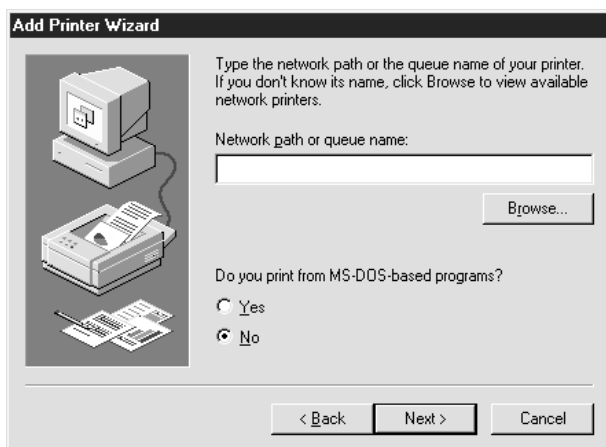 Add Printer Wizard
Type the network path or the queue name of your printer.
If you don't know its name, click Browse to view available
network printers.
Network path or queue name:
Browse...
Do you print from MS-DOS-based programs?
Yes
No
< Back
Next >
Cancel